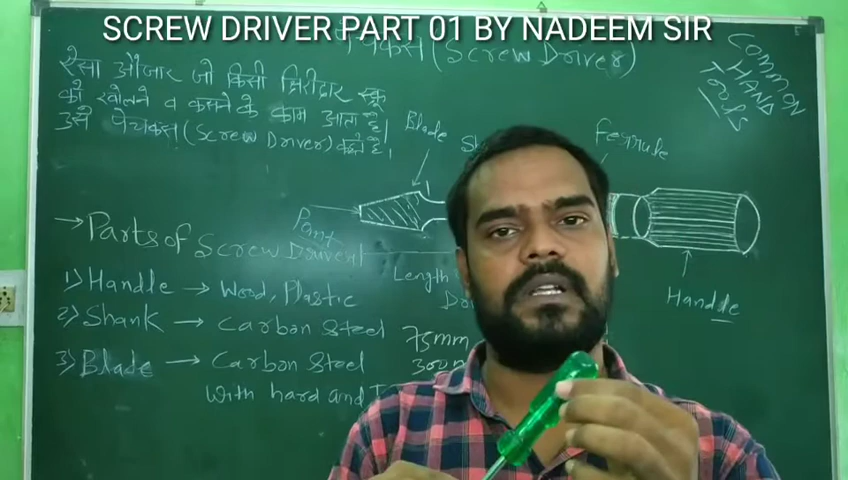 SCREW DRIVER PART 01 BY NADEEM SIR
पेचकस (Screw Driver)
COMMON
HAND
Tools
ऐसा औजार जो किसी झिरीदार स्क्रू
को खोलने व कसने के काम आता है
उसे पेचकस (Screw Driver) कहते हैं,
Blade
Ferrule
Point
→ Parts of Screw Driver!
Length
Handle
1) Handle → Wood, Plastic
2) Shank → Carbon Steel
75mm
3) Blade → Carbon Steel
300
With hard and